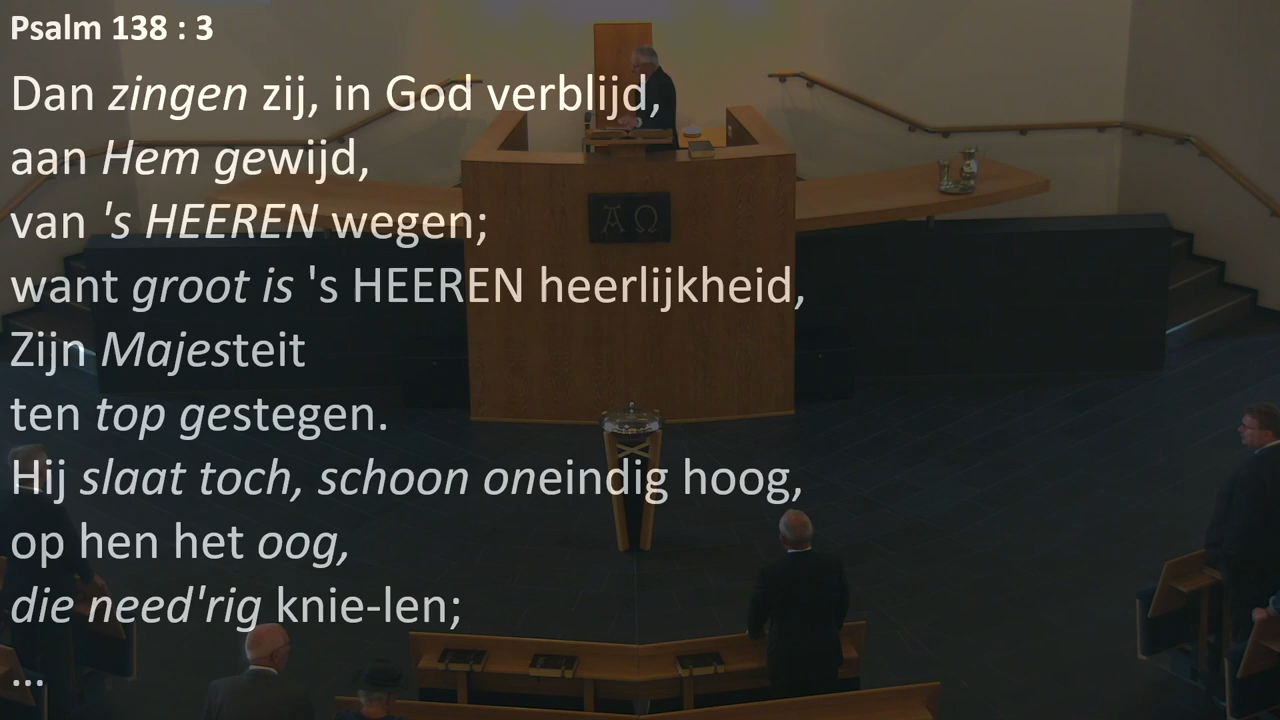 Psalm 138 : 3
Dan zingen zij, in God verblijd,
aan Hem gewijd,
van 's HEEREN wegen;
want groot is 's HEEREN heerlijkheid,
Zijn Majesteit
ten top gestegen.
Hij slaat toch, schoon oneindig hoog,
op hen het oog,
die need'rig knie-len;
...
Α Ω